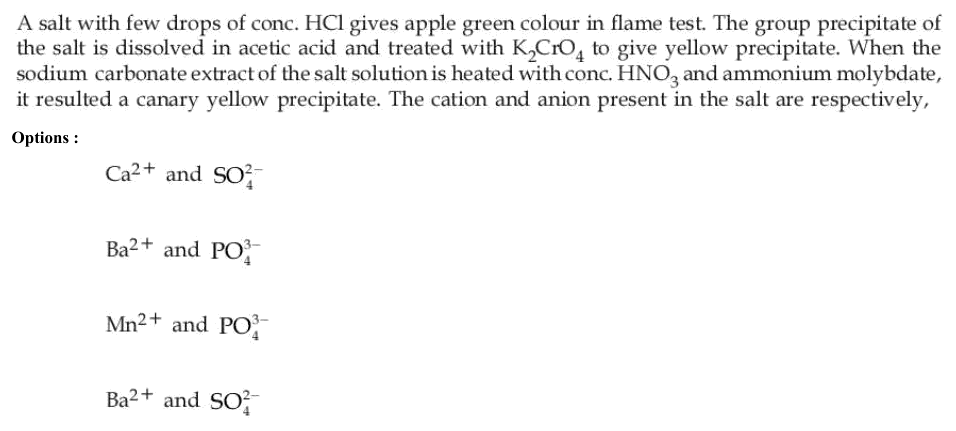 A salt with few drops of conc. HCl gives apple green colour in flame test. The group precipitate of
the salt is dissolved in acetic acid and treated with K₂CrO₄ to give yellow precipitate. When the
sodium carbonate extract of the salt solution is heated with conc. HNO₃ and ammonium molybdate,
it resulted a canary yellow precipitate. The cation and anion present in the salt are respectively,
Options :
Ca²⁺ and SO₄²⁻
Ba²⁺ and PO₄³⁻
Mn²⁺ and PO₄³⁻
Ba²⁺ and SO₄²⁻